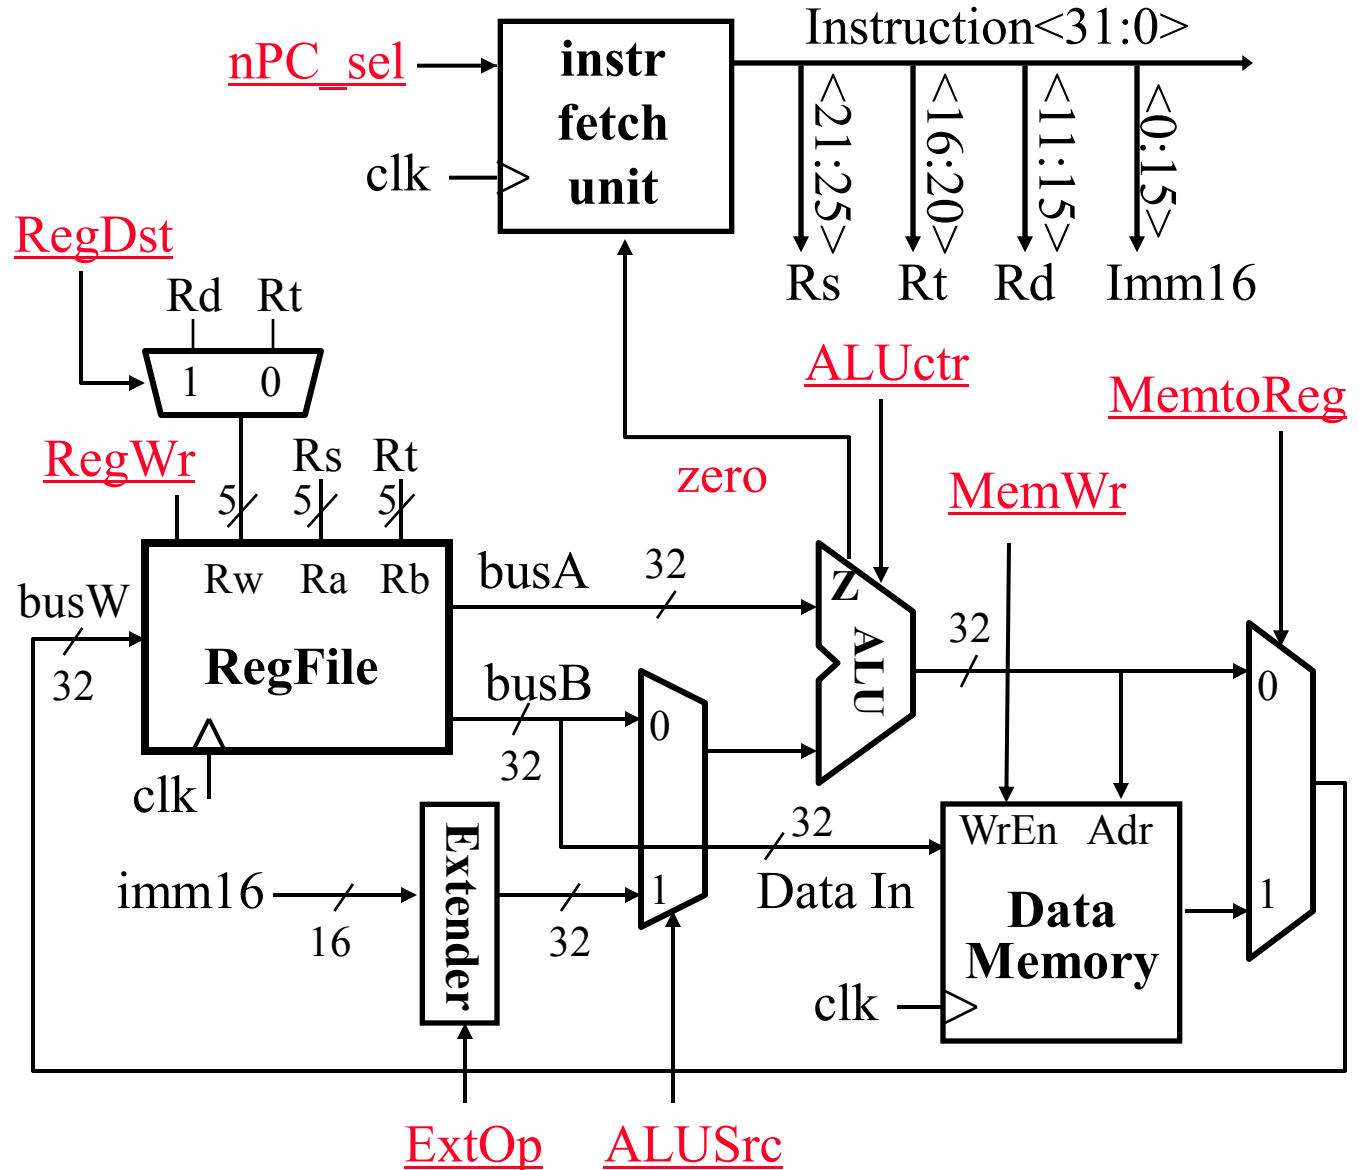 Instruction<31:0>
nPC_sel
instr
fetch
unit
clk
<21:25>
<16:20>
<11:15>
<0:15>
Rs
Rt
Rd
Imm16
RegDst
Rd
Rt
1
0
ALUctr
MemtoReg
RegWr
Rs
Rt
zero
MemWr
5
5
5
busW
32
Rw
Ra
Rb
RegFile
clk
busA
32
busB
32
Z
ALU
32
0
1
0
1
imm16
16
Extender
32
32
Data In
WrEn
Adr
Data
Memory
clk
ExtOp
ALUSrc